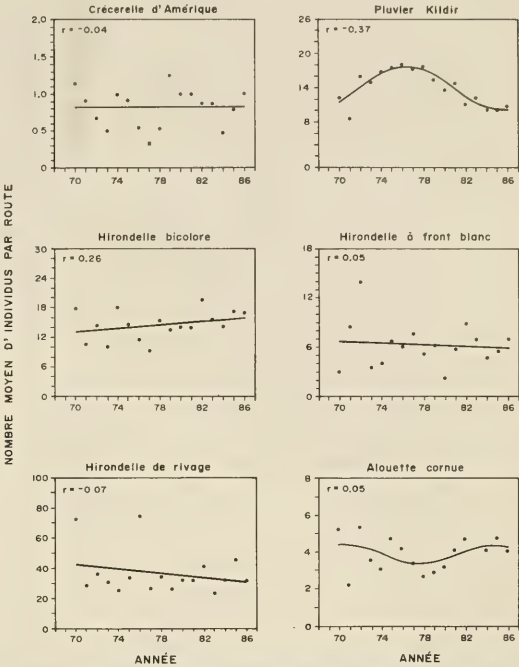 NOMBRE MOYEN D'INDIVIDUS PAR ROUTE
Crécerelle d'Amérique
r = -0.04
2.0
1.5
1.0
0.5
0
70 74 78 82 86
Pluvier Kildir
r = -0.37
26
24
20
16
12
8
4
0
70 74 78 82 86
Hirondelle bicolore
r = 0.26
30
24
18
12
6
0
70 74 78 82 86
Hirondelle à front blanc
r = 0.05
18
12
6
0
70 74 78 82 86
Hirondelle de rivage
r = -0.07
100
80
60
40
20
0
70 74 78 82 86
ANNÉE
Alouette cornue
r = 0.05
8
6
4
2
0
70 74 78 82 86
ANNÉE